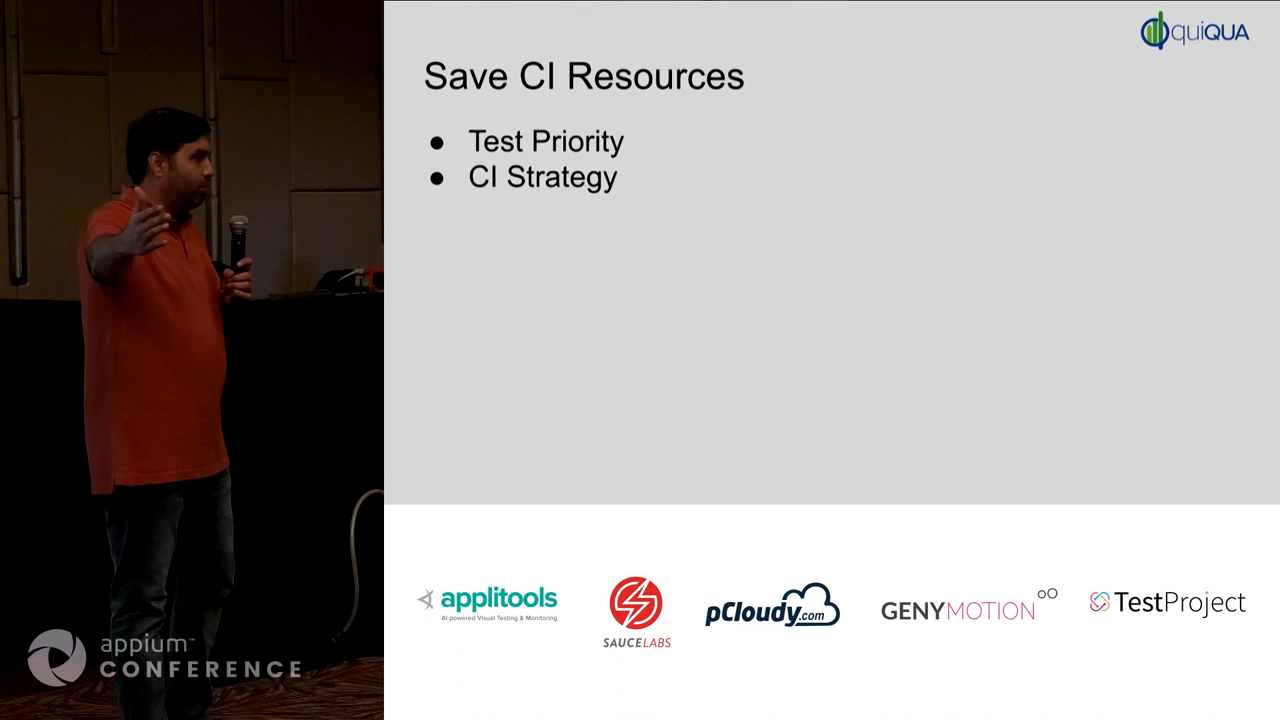 quiQUA
Save CI Resources
● Test Priority
● CI Strategy
applitools
AI powered Visual Testing & Monitoring
SAUCELABS
pCloudy.com
GENYMOTION
TestProject
appium™
CONFERENCE